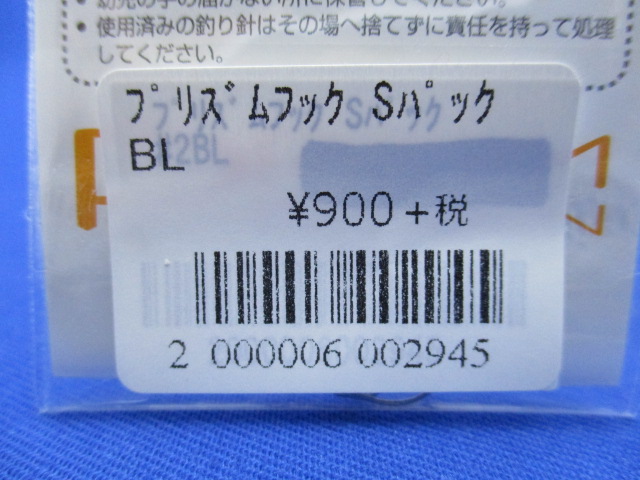 ・使用済みの釣り針はその場へ捨てずに責任を持って処理
してください。
ﾌﾟﾘｽﾞﾑﾌｯｸ Sﾊﾟｯｸ
BL
¥900+税
2 000006 002945